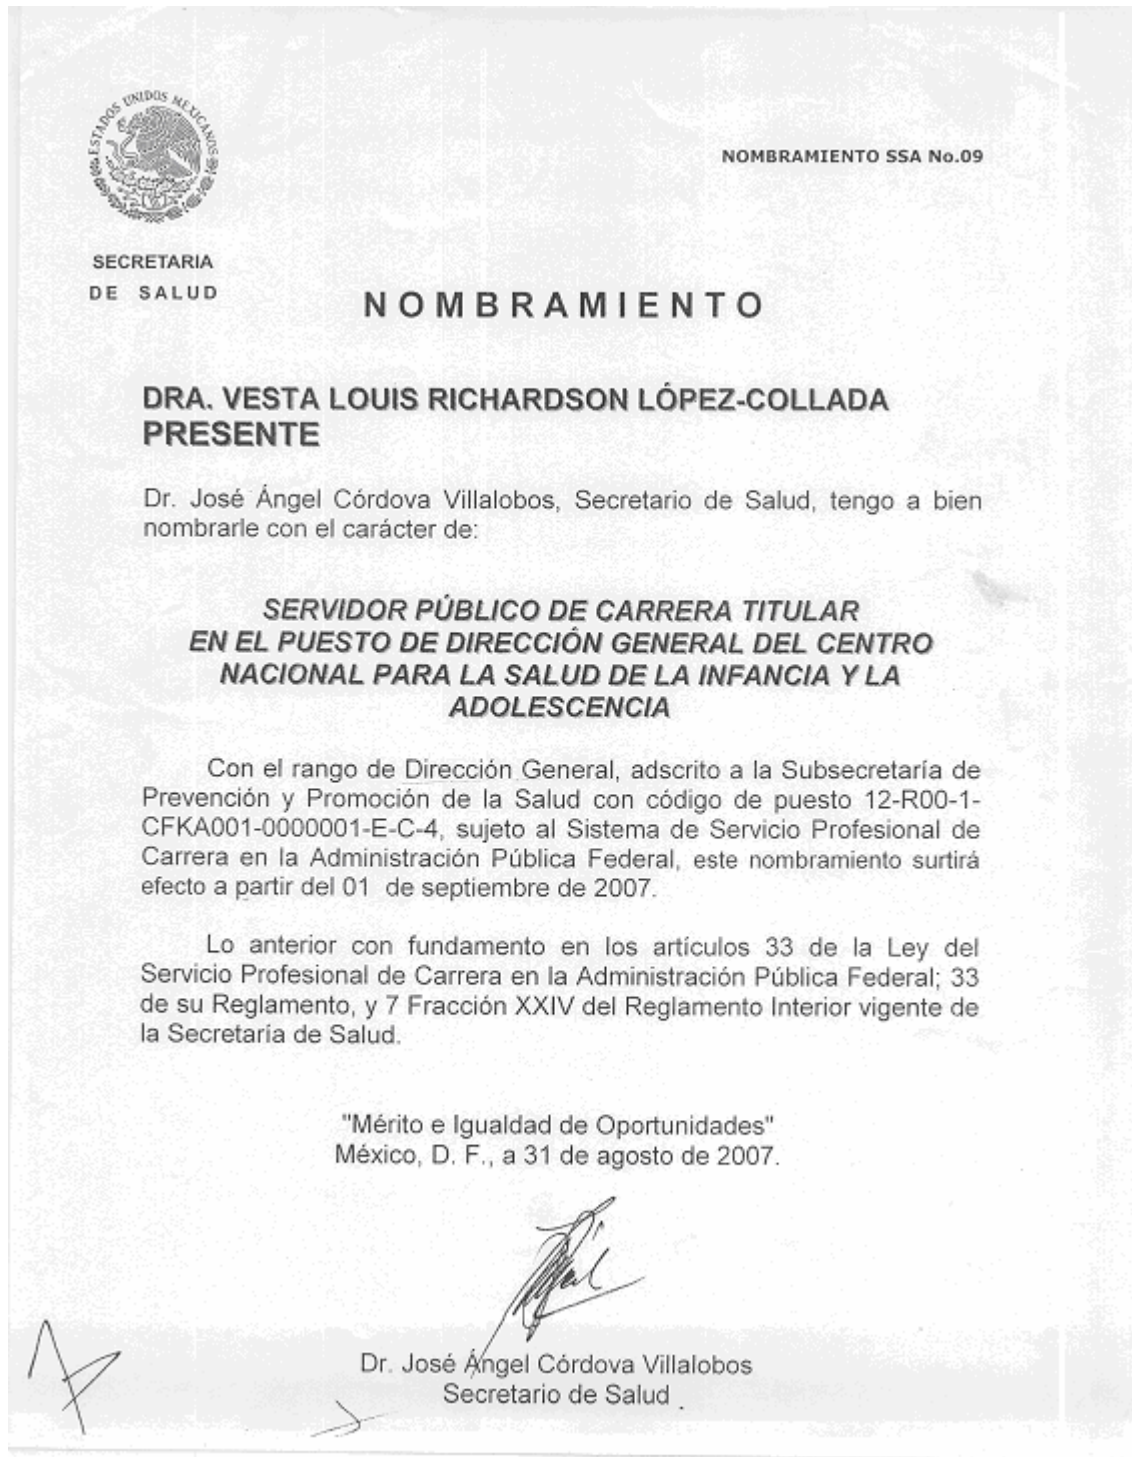 ESTADOS UNIDOS MEXICANOS
NOMBRAMIENTO SSA No.09
SECRETARIA
DE SALUD
NOMBRAMIENTO
DRA. VESTA LOUIS RICHARDSON LÓPEZ-COLLADA
PRESENTE
Dr. José Ángel Córdova Villalobos, Secretario de Salud, tengo a bien
nombrarle con el carácter de:
SERVIDOR PÚBLICO DE CARRERA TITULAR
EN EL PUESTO DE DIRECCIÓN GENERAL DEL CENTRO
NACIONAL PARA LA SALUD DE LA INFANCIA Y LA
ADOLESCENCIA
Con el rango de Dirección General, adscrito a la Subsecretaría de
Prevención y Promoción de la Salud con código de puesto 12-R00-1-
CFKA001-0000001-E-C-4, sujeto al Sistema de Servicio Profesional de
Carrera en la Administración Pública Federal, este nombramiento surtirá
efecto a partir del 01 de septiembre de 2007.
Lo anterior con fundamento en los artículos 33 de la Ley del
Servicio Profesional de Carrera en la Administración Pública Federal; 33
de su Reglamento, y 7 Fracción XXIV del Reglamento Interior vigente de
la Secretaría de Salud.
"Mérito e Igualdad de Oportunidades"
México, D. F., a 31 de agosto de 2007.
Dr. José Ángel Córdova Villalobos
Secretario de Salud